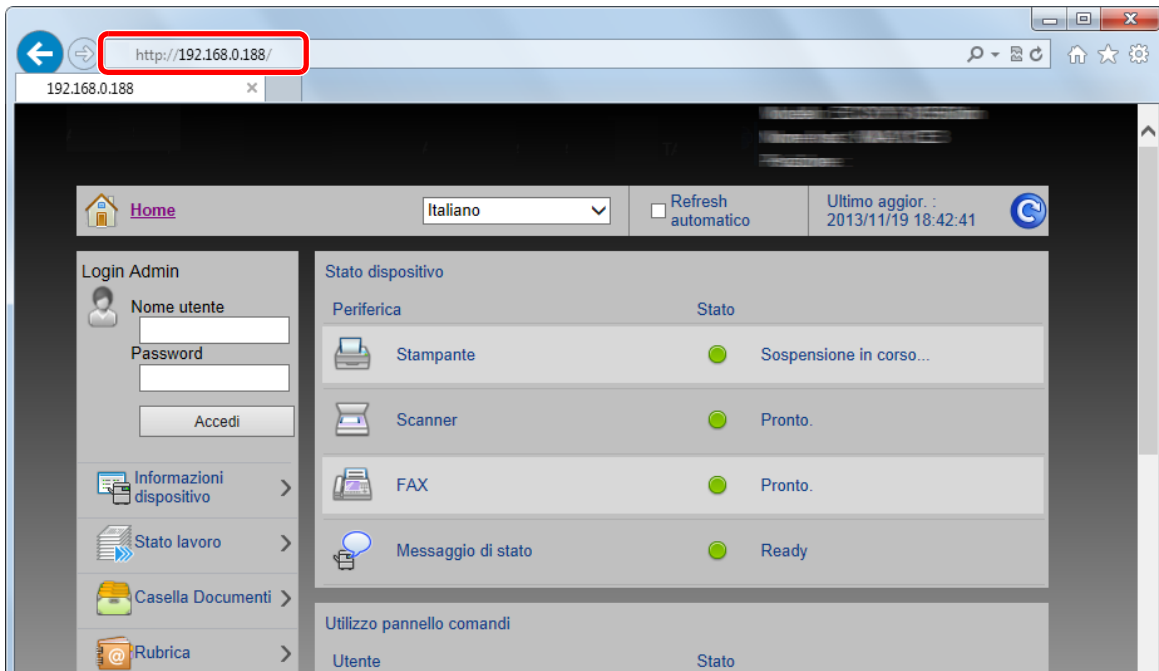 http://192.168.0.188/
192.168.0.188
Home
Italiano
Refresh
automatico
Ultimo aggior. :
2013/11/19 18:42:41
Login Admin
Nome utente
Password
Accedi
Informazioni
dispositivo
Stato lavoro
Casella Documenti
Rubrica
Stato dispositivo
Periferica Stato
Stampante Sospensione in corso...
Scanner Pronto.
FAX Pronto.
Messaggio di stato Ready
Utilizzo pannello comandi
Utente Stato